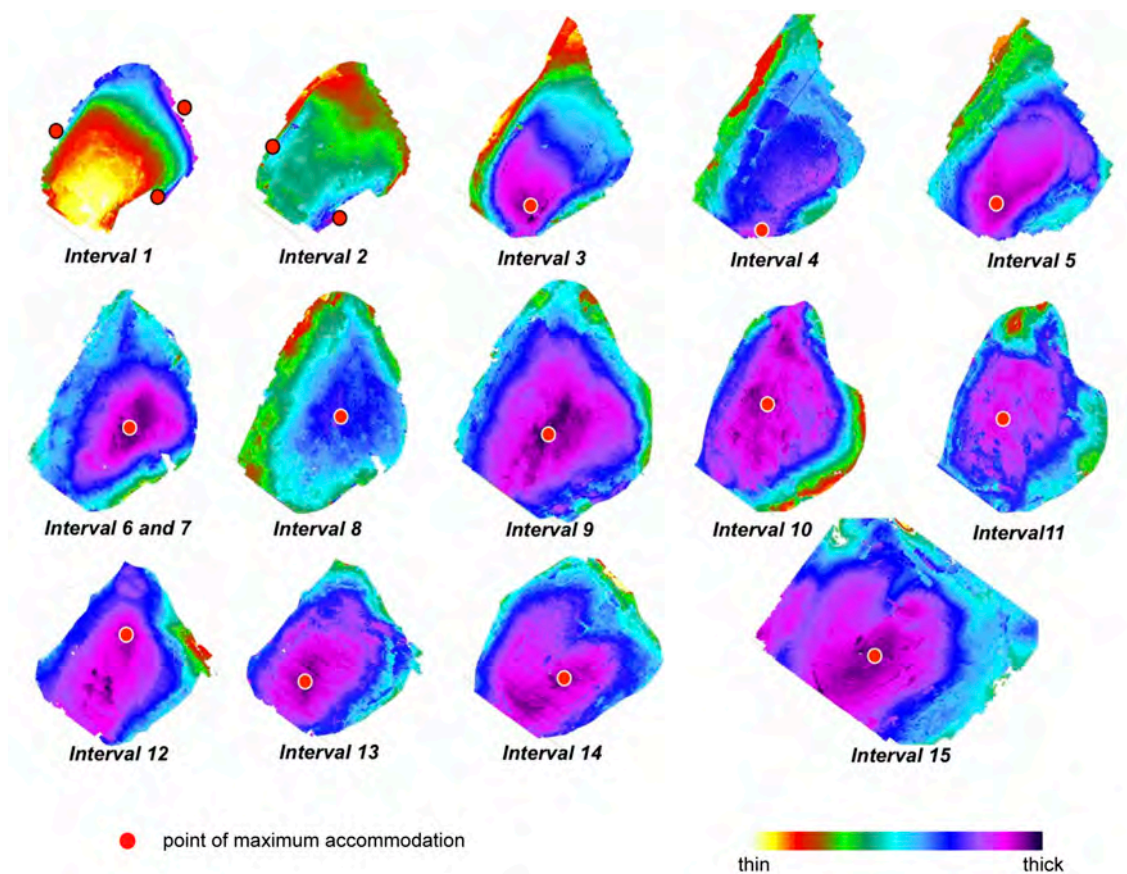 Interval 1
Interval 2
Interval 3
Interval 4
Interval 5
Interval 6 and 7
Interval 8
Interval 9
Interval 10
Interval11
Interval 12
Interval 13
Interval 14
Interval 15
point of maximum accommodation
thin
thick